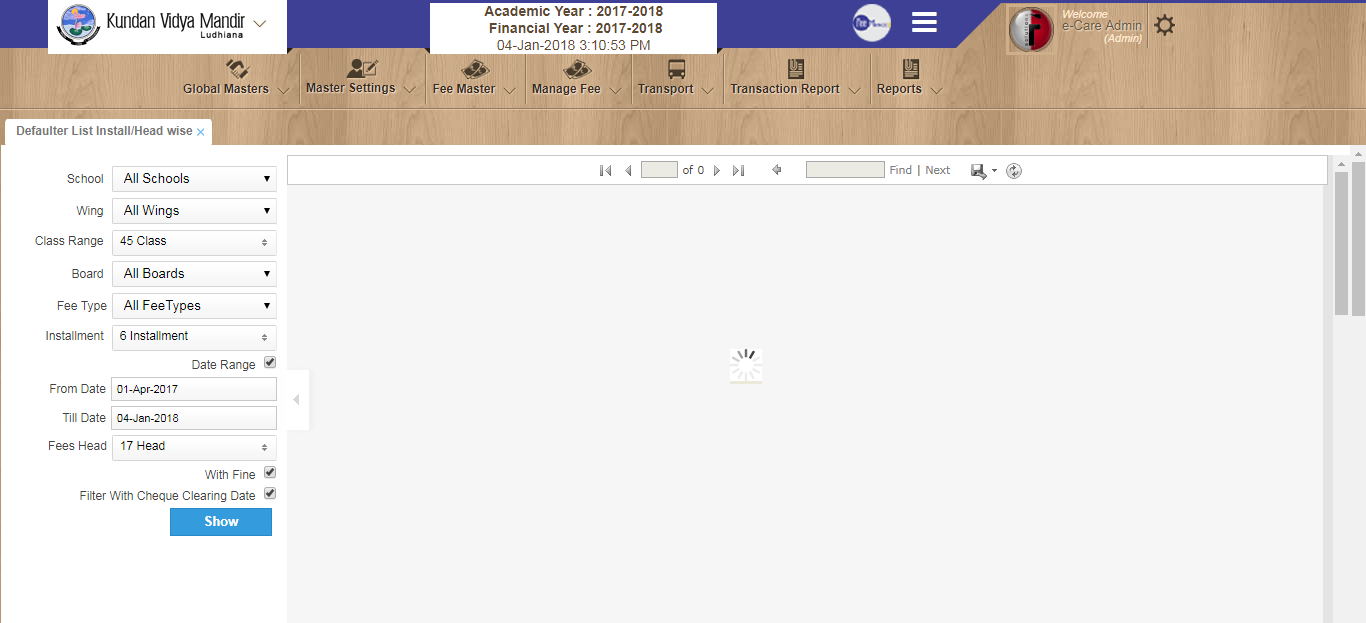 Kundan Vidya Mandir
Ludhiana
Academic Year : 2017-2018
Financial Year : 2017-2018
04-Jan-2018 3:10:53 PM
Welcome
e-Care Admin
(Admin)
Global Masters
Master Settings
Fee Master
Manage Fee
Transport
Transaction Report
Reports
Defaulter List Install/Head wise ×
of 0
Find | Next
School All Schools
Wing All Wings
Class Range 45 Class
Board All Boards
Fee Type All FeeTypes
Installment 6 Installment
Date Range
From Date 01-Apr-2017
Till Date 04-Jan-2018
Fees Head 17 Head
With Fine
Filter With Cheque Clearing Date
Show